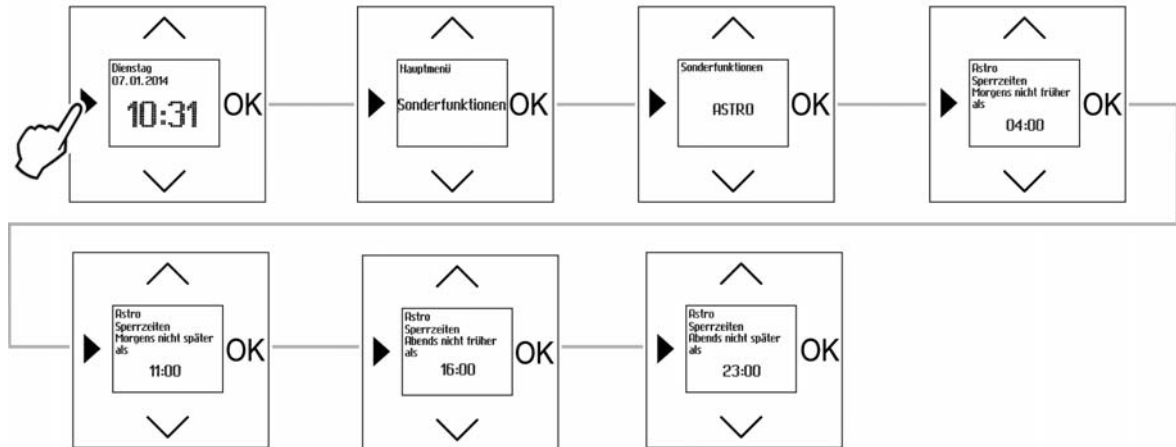 Dienstag
07.01.2014
10:31
OK
Hauptmenü
Sonderfunktionen
OK
Sonderfunktionen
ASTRO
OK
Astro
Sperrzeiten
Morgens nicht früher
als
04:00
OK
Astro
Sperrzeiten
Morgens nicht später
als
11:00
OK
Astro
Sperrzeiten
Abends nicht früher
als
16:00
OK
Astro
Sperrzeiten
Abends nicht später
als
23:00
OK